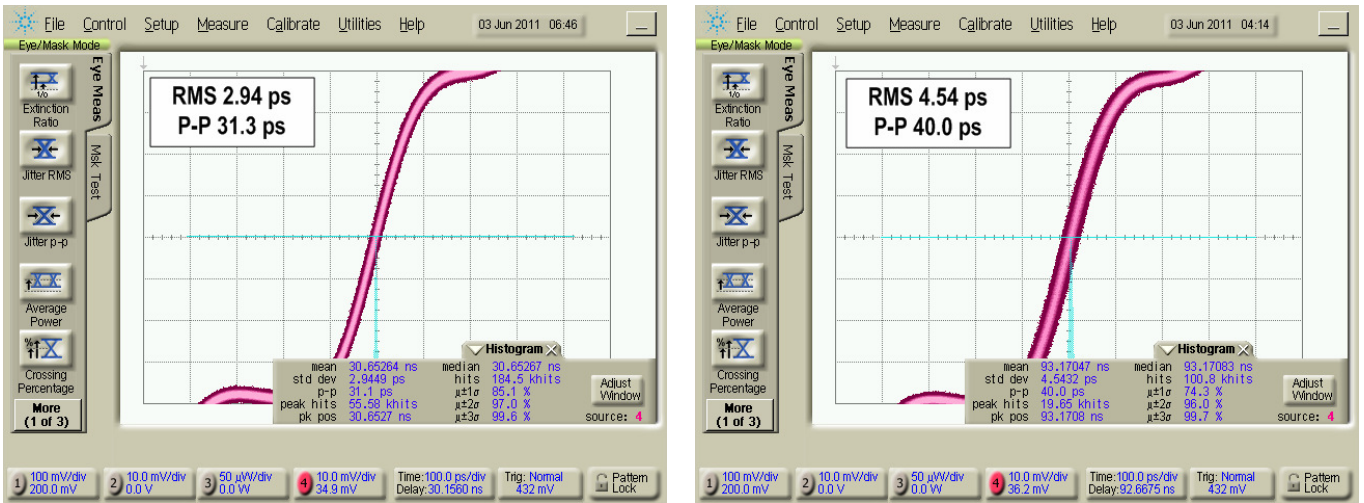 File Control Setup Measure Calibrate Utilities Help 03 Jun 2011 06:46
Eye/Mask Mode
Eye Meas
Msk Test
Extinction
Ratio
Jitter RMS
Jitter p-p
Average
Power
Crossing
Percentage
More
(1 of 3)
RMS 2.94 ps
P-P 31.3 ps
Histogram
mean 30.65264 ns median 30.65267 ns
std dev 2.9449 ps hits 184.5 khits
p-p 31.1 ps µ±1σ 85.1 %
peak hits 55.58 khits µ±2σ 97.0 %
pk pos 30.6527 ns µ±3σ 99.6 %
Adjust
Window
source: 4
1 100 mV/div 2 10.0 mV/div 3 50 µW/div 4 10.0 mV/div Time:100.0 ps/div Trig: Normal Pattern
200.0 mV 0.0 V 0.0 W 34.9 mV Delay:30.1560 ns 432 mV Lock
File Control Setup Measure Calibrate Utilities Help 03 Jun 2011 04:14
Eye/Mask Mode
Eye Meas
Msk Test
Extinction
Ratio
Jitter RMS
Jitter p-p
Average
Power
Crossing
Percentage
More
(1 of 3)
RMS 4.54 ps
P-P 40.0 ps
Histogram
mean 93.17047 ns median 93.17083 ns
std dev 4.5432 ps hits 100.8 khits
p-p 40.0 ps µ±1σ 74.3 %
peak hits 19.65 khits µ±2σ 96.0 %
pk pos 93.1708 ns µ±3σ 99.7 %
Adjust
Window
source: 4
1 100 mV/div 2 10.0 mV/div 3 50 µW/div 4 10.0 mV/div Time:100.0 ps/div Trig: Normal Pattern
200.0 mV 0.0 V 0.0 W 36.2 mV Delay:92.6675 ns 432 mV Lock